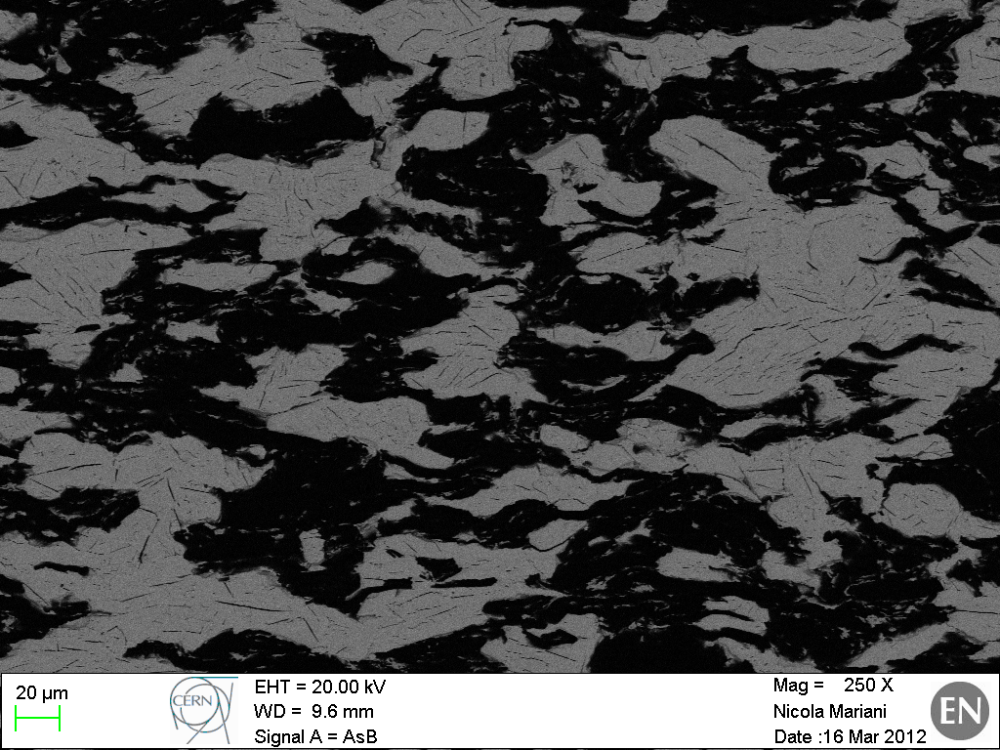 20 µm
CERN
EHT = 20.00 kV
WD = 9.6 mm
Signal A = AsB
Mag = 250 X
Nicola Mariani
Date :16 Mar 2012
EN